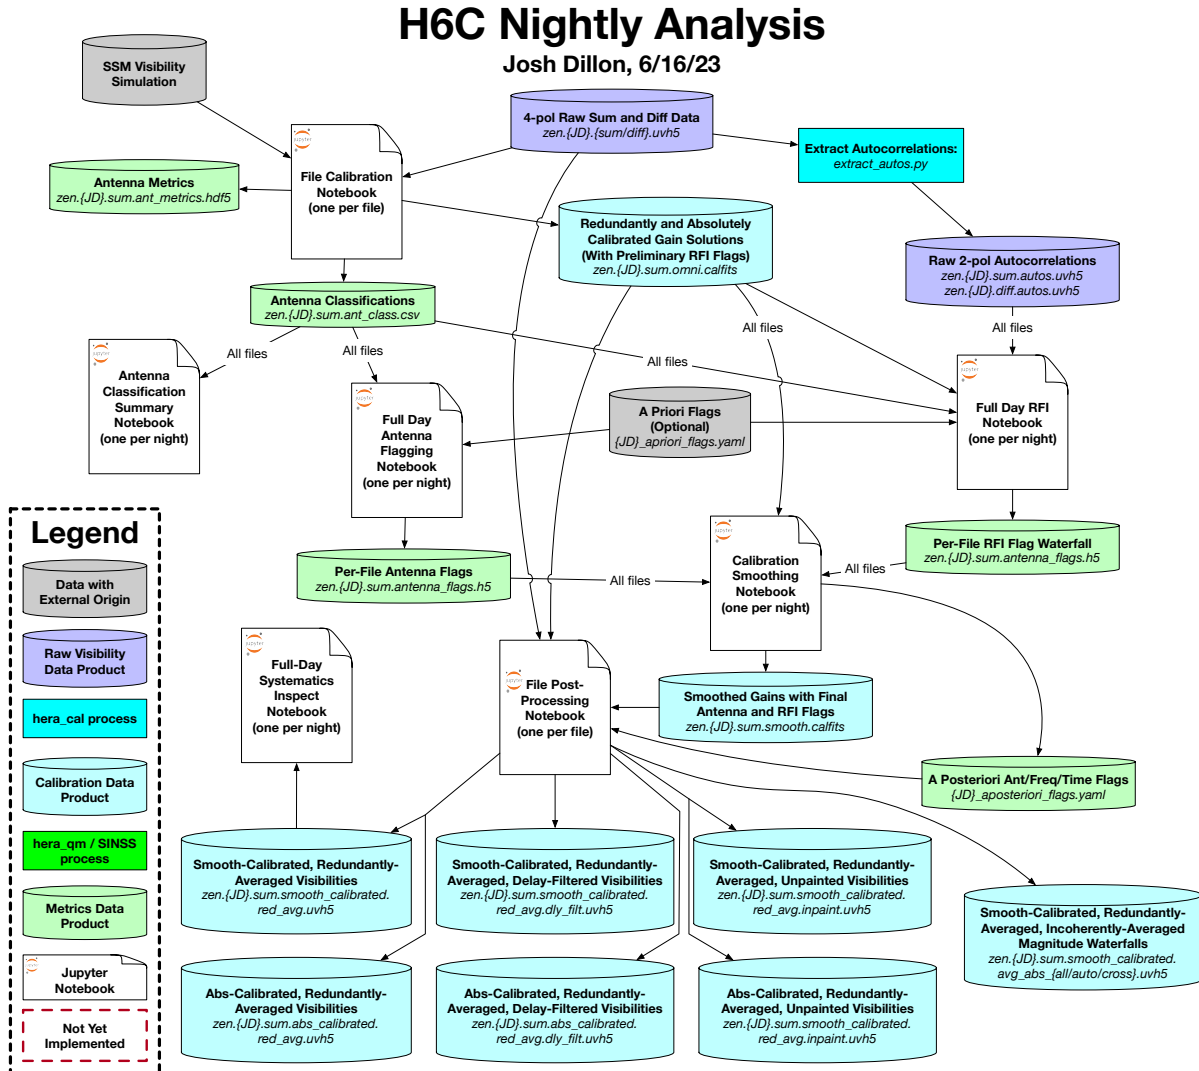 H6C Nightly Analysis
Josh Dillon, 6/16/23
SSM Visibility
Simulation
4-pol Raw Sum and Diff Data
zen.{JD}.{sum/diff}.uvh5
Extract Autocorrelations:
extract_autos.py
jupyter
File Calibration
Notebook
(one per file)
Antenna Metrics
zen.{JD}.sum.ant_metrics.hdf5
Redundantly and Absolutely
Calibrated Gain Solutions
(With Preliminary RFI Flags)
zen.{JD}.sum.omni.calfits
Raw 2-pol Autocorrelations
zen.{JD}.sum.autos.uvh5
zen.{JD}.diff.autos.uvh5
Antenna Classifications
zen.{JD}.sum.ant_class.csv
All files
All files
All files
All files
All files
jupyter
Antenna
Classification
Summary
Notebook
(one per night)
jupyter
Full Day
Antenna
Flagging
Notebook
(one per night)
A Priori Flags
(Optional)
{JD}_apriori_flags.yaml
jupyter
Full Day RFI
Notebook
(one per night)
Per-File Antenna Flags
zen.{JD}.sum.antenna_flags.h5
All files
jupyter
Calibration
Smoothing
Notebook
(one per night)
All files
Per-File RFI Flag Waterfall
zen.{JD}.sum.antenna_flags.h5
jupyter
Full-Day
Systematics
Inspect
Notebook
(one per night)
jupyter
File Post-
Processing
Notebook
(one per file)
Smoothed Gains with Final
Antenna and RFI Flags
zen.{JD}.sum.smooth.calfits
A Posteriori Ant/Freq/Time Flags
{JD}_aposteriori_flags.yaml
Smooth-Calibrated, Redundantly-
Averaged Visibilities
zen.{JD}.sum.smooth_calibrated.
red_avg.uvh5
Smooth-Calibrated, Redundantly-
Averaged, Delay-Filtered Visibilities
zen.{JD}.sum.smooth_calibrated.
red_avg.dly_filt.uvh5
Smooth-Calibrated, Redundantly-
Averaged, Unpainted Visibilities
zen.{JD}.sum.smooth_calibrated.
red_avg.inpaint.uvh5
Smooth-Calibrated, Redundantly-
Averaged, Incoherently-Averaged
Magnitude Waterfalls
zen.{JD}.sum.smooth_calibrated.
avg_abs_{all/auto/cross}.uvh5
Abs-Calibrated, Redundantly-
Averaged Visibilities
zen.{JD}.sum.abs_calibrated.
red_avg.uvh5
Abs-Calibrated, Redundantly-
Averaged, Delay-Filtered Visibilities
zen.{JD}.sum.abs_calibrated.
red_avg.dly_filt.uvh5
Abs-Calibrated, Redundantly-
Averaged, Unpainted Visibilities
zen.{JD}.sum.smooth_calibrated.
red_avg.inpaint.uvh5
Legend
Data with
External Origin
Raw Visibility
Data Product
hera_cal process
Calibration Data
Product
hera_qm / SINSS
process
Metrics Data
Product
jupyter
Jupyter
Notebook
Not Yet
Implemented